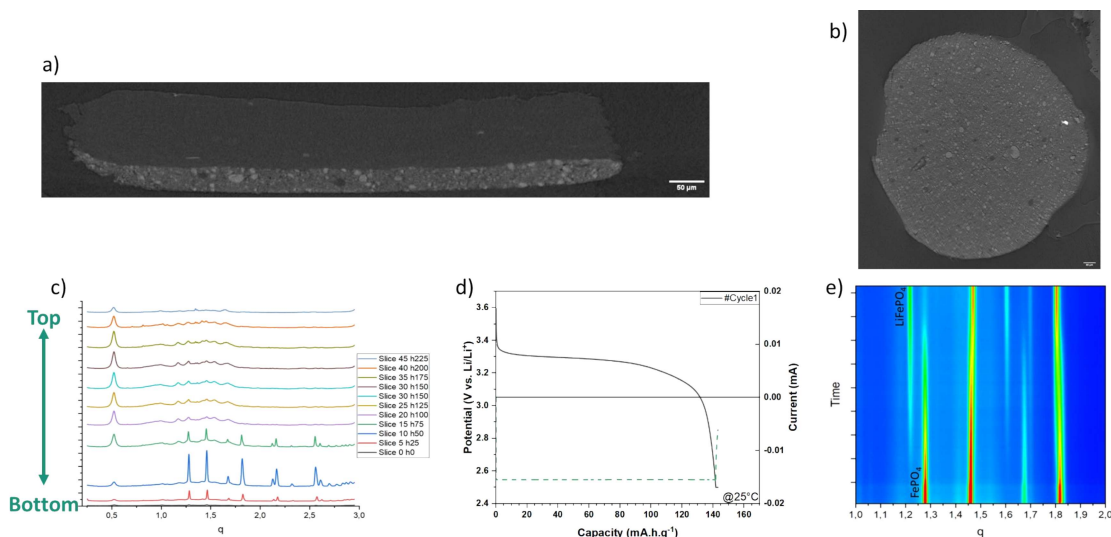 a)
50 µm
b)
c)
Top
Bottom
Slice 45 h225
Slice 40 h200
Slice 35 h175
Slice 30 h150
Slice 30 h150
Slice 25 h125
Slice 20 h100
Slice 15 h75
Slice 10 h50
Slice 5 h25
Slice 0 h0
0,5 1,0 1,5 2,0 2,5 3,0
q
d)
#Cycle1
Potential (V vs. Li/Li⁺)
3.6
3.4
3.2
3.0
2.8
2.6
2.4
0 20 40 60 80 100 120 140 160
Capacity (mA.h.g⁻¹)
0.02
0.01
0.00
-0.01
-0.02
Current (mA)
@25°C
e)
LiFePO₄
FePO₄
Time
1,0 1,1 1,2 1,3 1,4 1,5 1,6 1,7 1,8 1,9 2,0
q